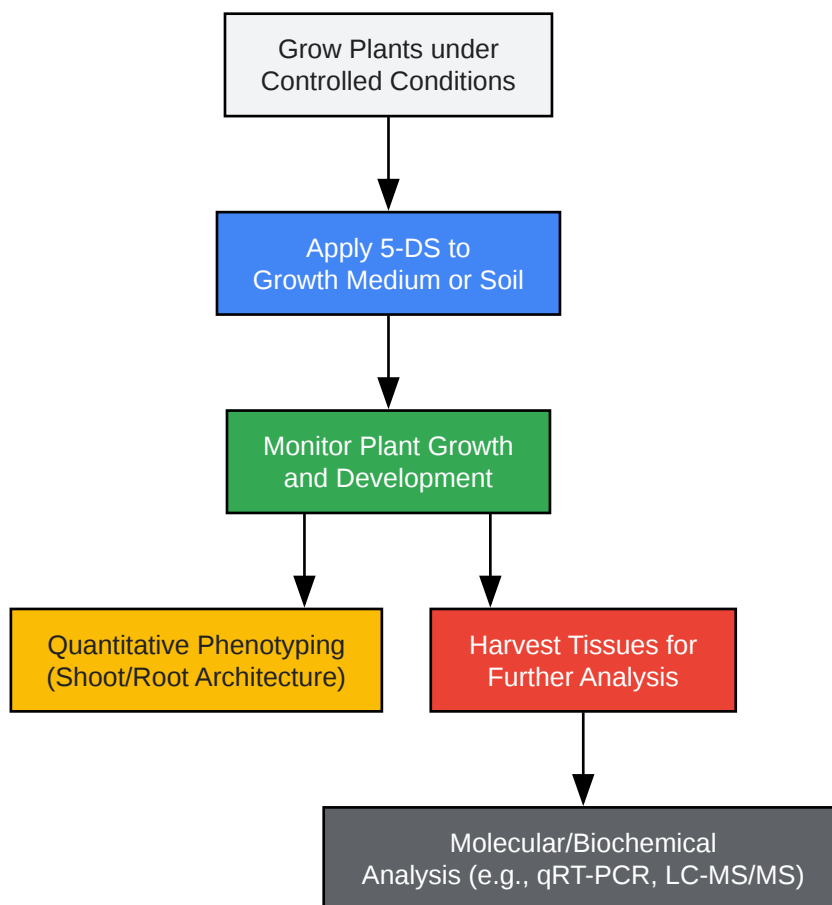 Grow Plants under
Controlled Conditions
Apply 5-DS to
Growth Medium or Soil
Monitor Plant Growth
and Development
Quantitative Phenotyping
(Shoot/Root Architecture)
Harvest Tissues for
Further Analysis
Molecular/Biochemical
Analysis (e.g., qRT-PCR, LC-MS/MS)